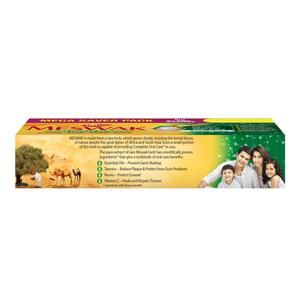 MEGA SAVER PACK
MESWAK
MESWAK is made from a rare herb, which grows slowly, resisting the brutal forces
of nature amidst the sand dunes of Africa and South Asia. Even a small portion
of this herb is capable of providing Complete Oral Care* to you.
The pure extract of rare Miswak herb has scientifically proven
ingredients* that give a multitude of oral care benefits:
Essential Oils – Prevent Germ Buildup
Tannins – Reduce Plaque & Protect from Gum Problems
Resins – Protect Enamel
Vitamin C – Heals and Repairs Tissues